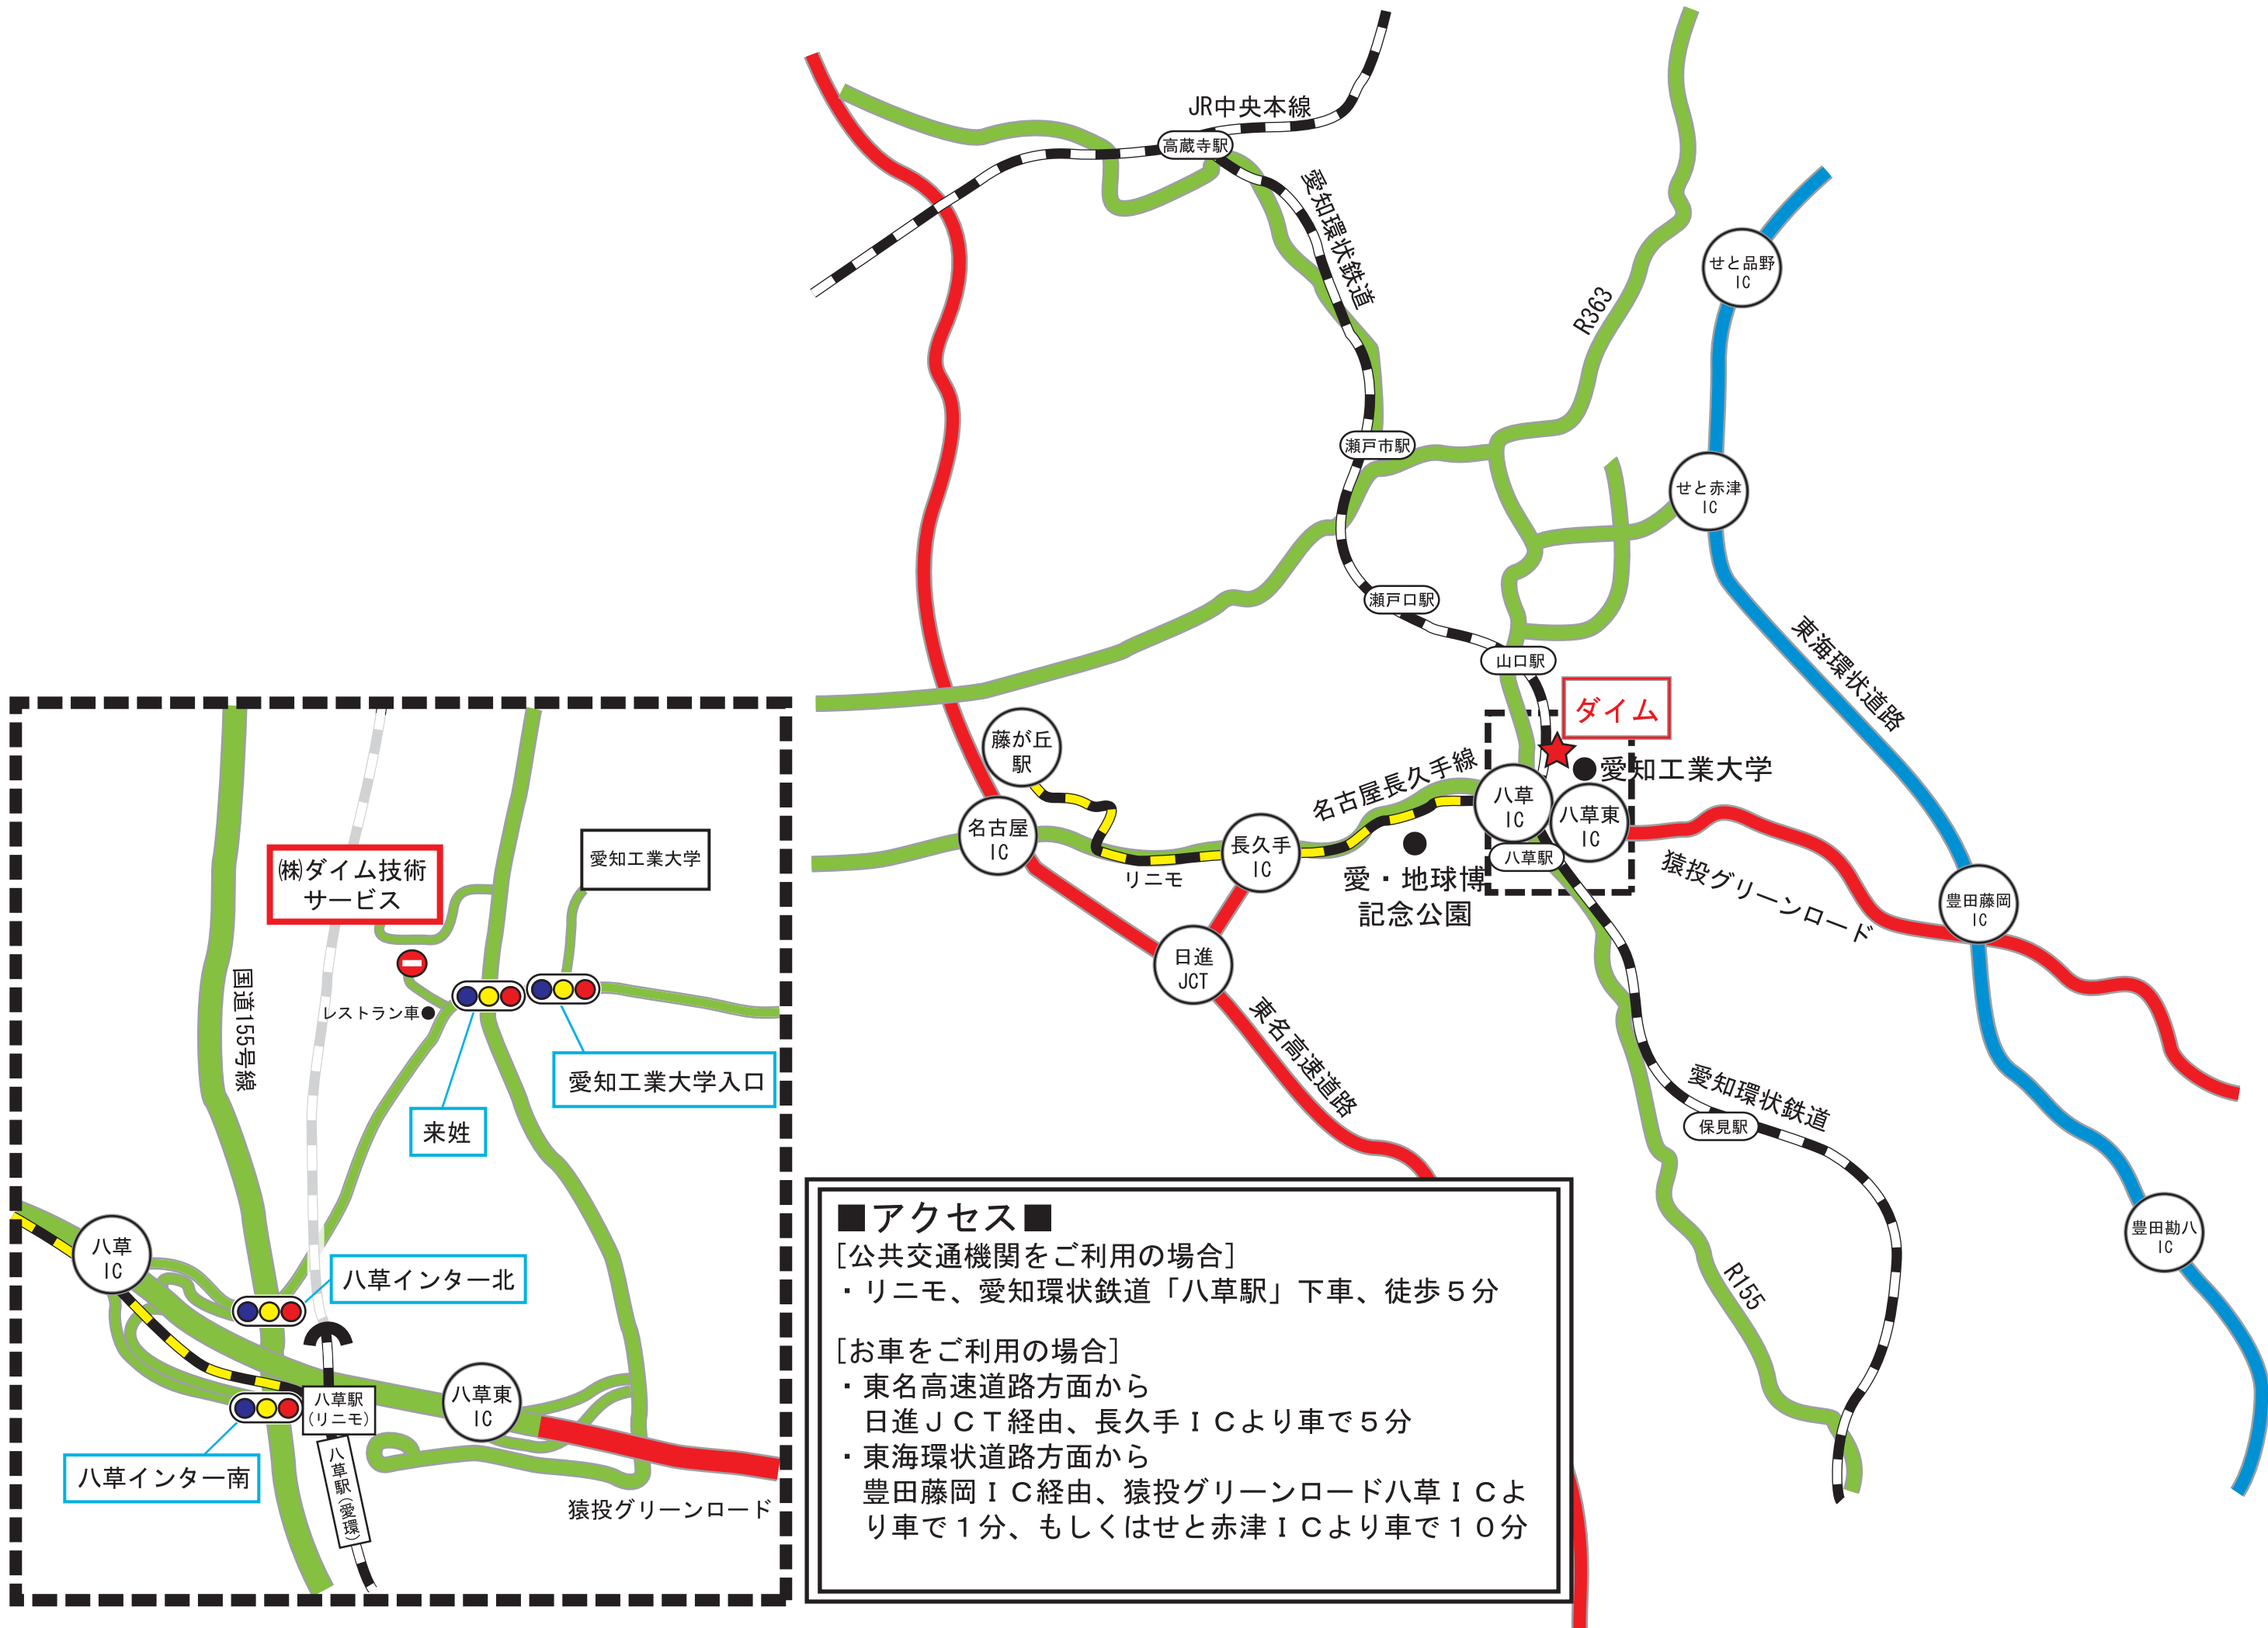 JR中央本線
高蔵寺駅
愛知環状鉄道
R363
せと品野
IC
瀬戸市駅
せと赤津
IC
瀬戸口駅
山口駅
東海環状道路
ダイム
藤が丘
駅
愛知工業大学
名古屋長久手線
八草
IC
八草東
IC
名古屋
IC
長久手
IC
八草駅
リニモ
愛・地球博
記念公園
猿投グリーンロード
豊田藤岡
IC
日進
JCT
東名高速道路
愛知環状鉄道
保見駅
豊田勘八
IC
R155
㈱ダイム技術
サービス
愛知工業大学
国道155号線
レストラン車
愛知工業大学入口
来姓
八草
IC
八草インター北
八草駅
(リニモ)
八草東
IC
八草インター南
八草駅(愛環)
猿投グリーンロード
■アクセス■
[公共交通機関をご利用の場合]
・リニモ、愛知環状鉄道「八草駅」下車、徒歩５分
[お車をご利用の場合]
・東名高速道路方面から
日進ＪＣＴ経由、長久手ＩＣより車で５分
・東海環状道路方面から
豊田藤岡ＩＣ経由、猿投グリーンロード八草ＩＣよ
り車で１分、もしくはせと赤津ＩＣより車で１０分